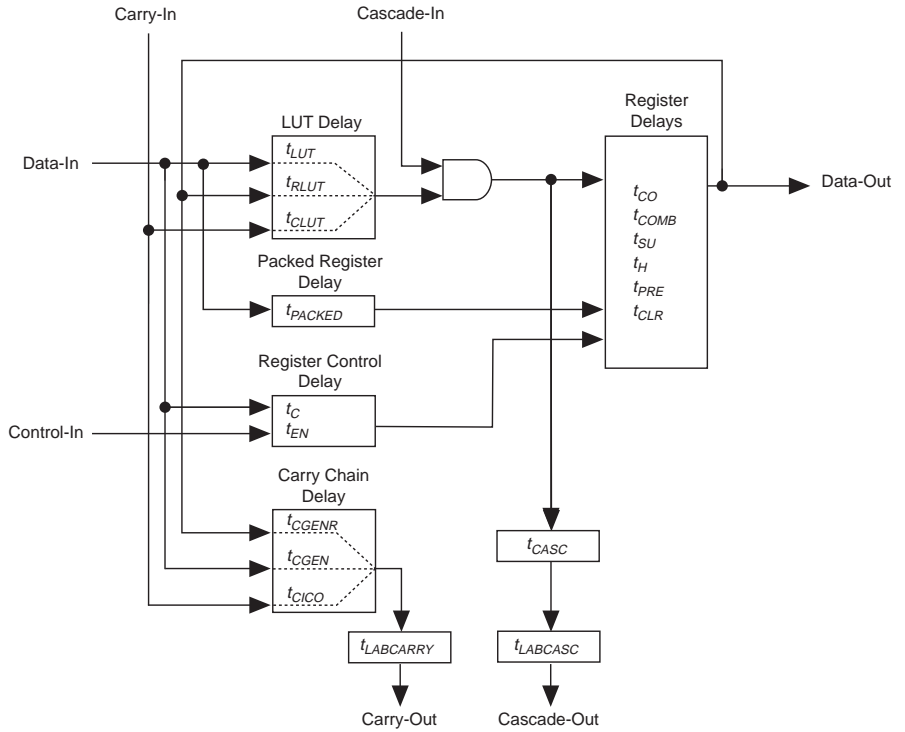 Carry-In
Cascade-In
LUT Delay
Register
Delays
Data-In
tLUT
tRLUT
tCLUT
tCO
tCOMB
tSU
tH
tPRE
tCLR
Data-Out
Packed Register
Delay
tPACKED
Register Control
Delay
tC
tEN
Control-In
Carry Chain
Delay
tCGENR
tCGEN
tCICO
tCASC
tLABCARRY
tLABCASC
Carry-Out
Cascade-Out